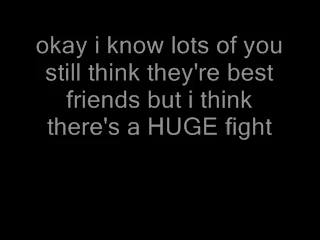 okay i know lots of you
still think they're best
friends but i think
there's a HUGE fight